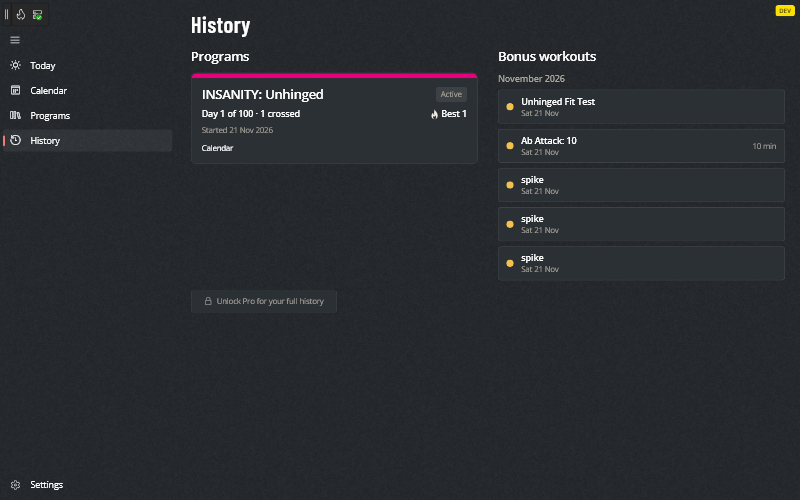 DEV
History
Today
Calendar
Programs
History
Settings
Programs
INSANITY: Unhinged
Active
Day 1 of 100 · 1 crossed
Best 1
Started 21 Nov 2026
Calendar
Unlock Pro for your full history
Bonus workouts
November 2026
Unhinged Fit Test
Sat 21 Nov
Ab Attack: 10
Sat 21 Nov
10 min
spike
Sat 21 Nov
spike
Sat 21 Nov
spike
Sat 21 Nov